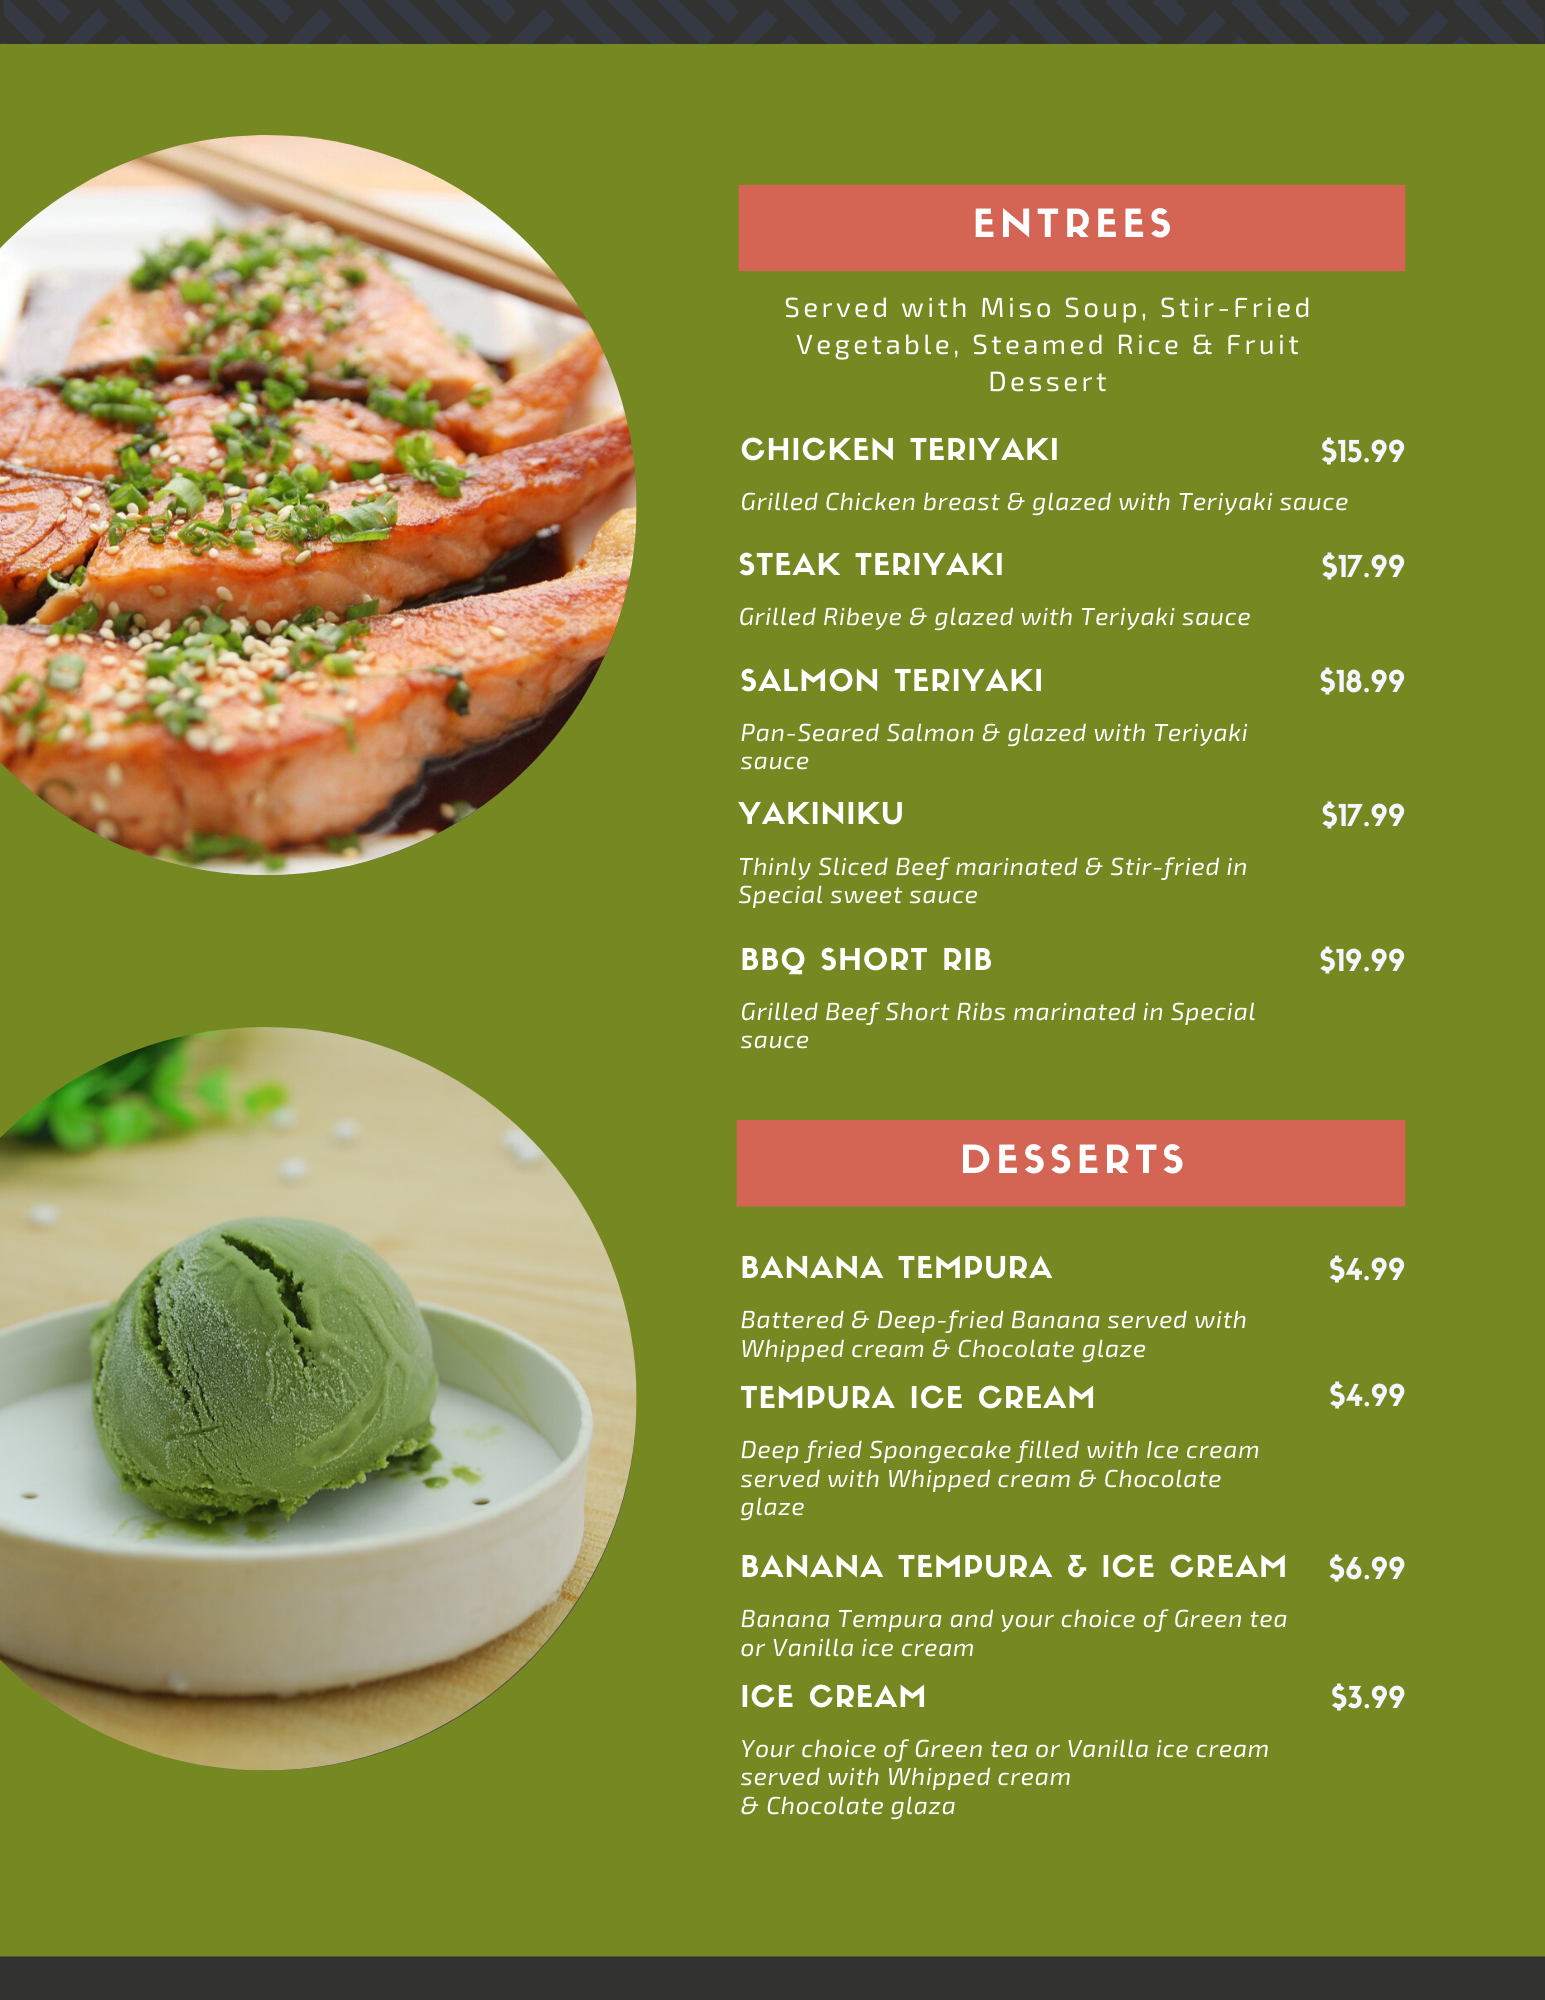 ENTREES
Served with Miso Soup, Stir-Fried
Vegetable, Steamed Rice & Fruit
Dessert
CHICKEN TERIYAKI $15.99
Grilled Chicken breast & glazed with Teriyaki sauce
STEAK TERIYAKI $17.99
Grilled Ribeye & glazed with Teriyaki sauce
SALMON TERIYAKI $18.99
Pan-Seared Salmon & glazed with Teriyaki
sauce
YAKINIKU $17.99
Thinly Sliced Beef marinated & Stir-fried in
Special sweet sauce
BBQ SHORT RIB $19.99
Grilled Beef Short Ribs marinated in Special
sauce
DESSERTS
BANANA TEMPURA $4.99
Battered & Deep-fried Banana served with
Whipped cream & Chocolate glaze
TEMPURA ICE CREAM $4.99
Deep fried Spongecake filled with Ice cream
served with Whipped cream & Chocolate
glaze
BANANA TEMPURA & ICE CREAM $6.99
Banana Tempura and your choice of Green tea
or Vanilla ice cream
ICE CREAM $3.99
Your choice of Green tea or Vanilla ice cream
served with Whipped cream
& Chocolate glaza